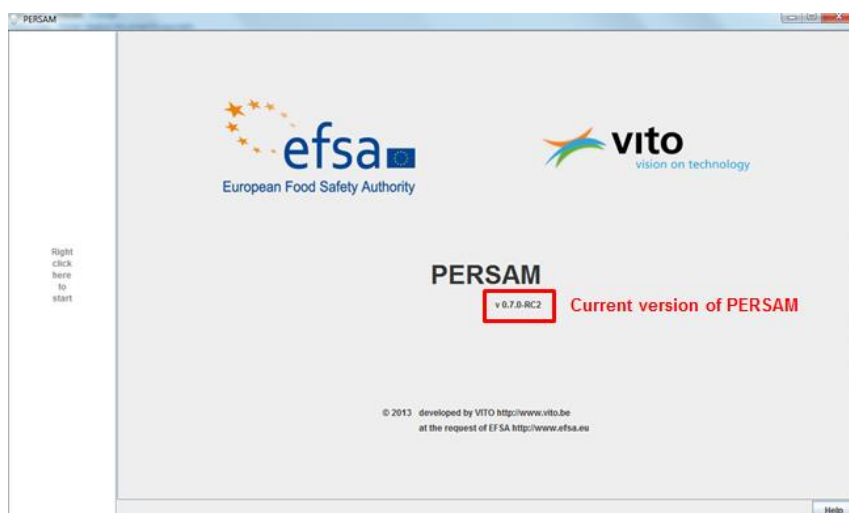 PERSAM
efsa
European Food Safety Authority
vito
vision on technology
Right
click
here
to
start
PERSAM
v 0.7.0-RC2
Current version of PERSAM
© 2013 developed by VITO http://www.vito.be
at the request of EFSA http://www.efsa.eu
Help